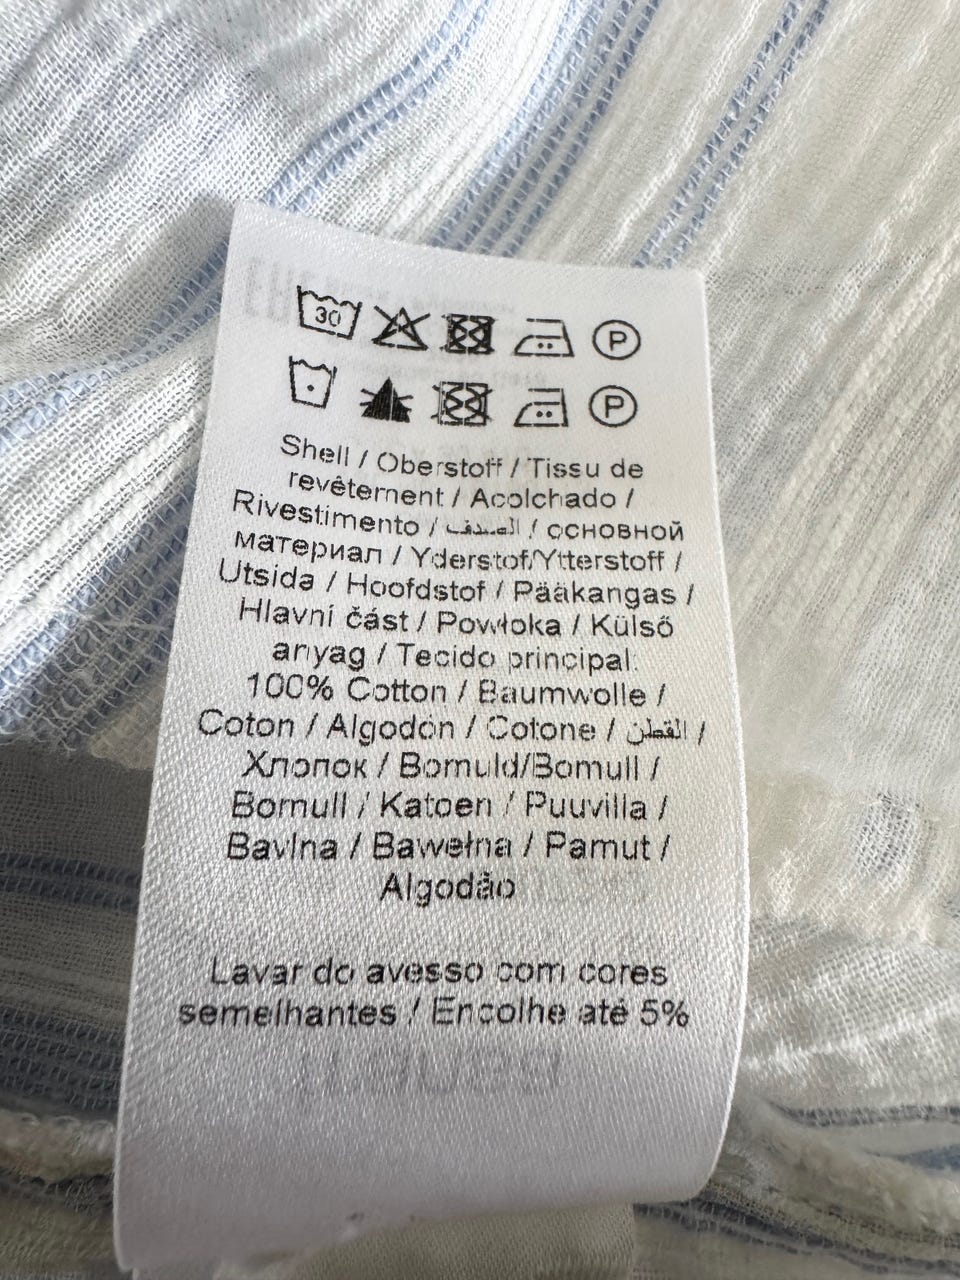 30 P
P
Shell / Oberstoff / Tissu de
revêtement / Acolchado /
Rivestimento / الصدف / основной
материал / Yderstof/Ytterstoff /
Utsida / Hoofdstof / Pääkangas /
Hlavní část / Powłoka / Külső
anyag / Tecido principal:
100% Cotton / Baumwolle /
Coton / Algodón / Cotone / القطن /
Хлопок / Bomuld/Bomull /
Bomull / Katoen / Puuvilla /
Bavlna / Bawełna / Pamut /
Algodão
Lavar do avesso com cores
semelhantes / Encolhe até 5%